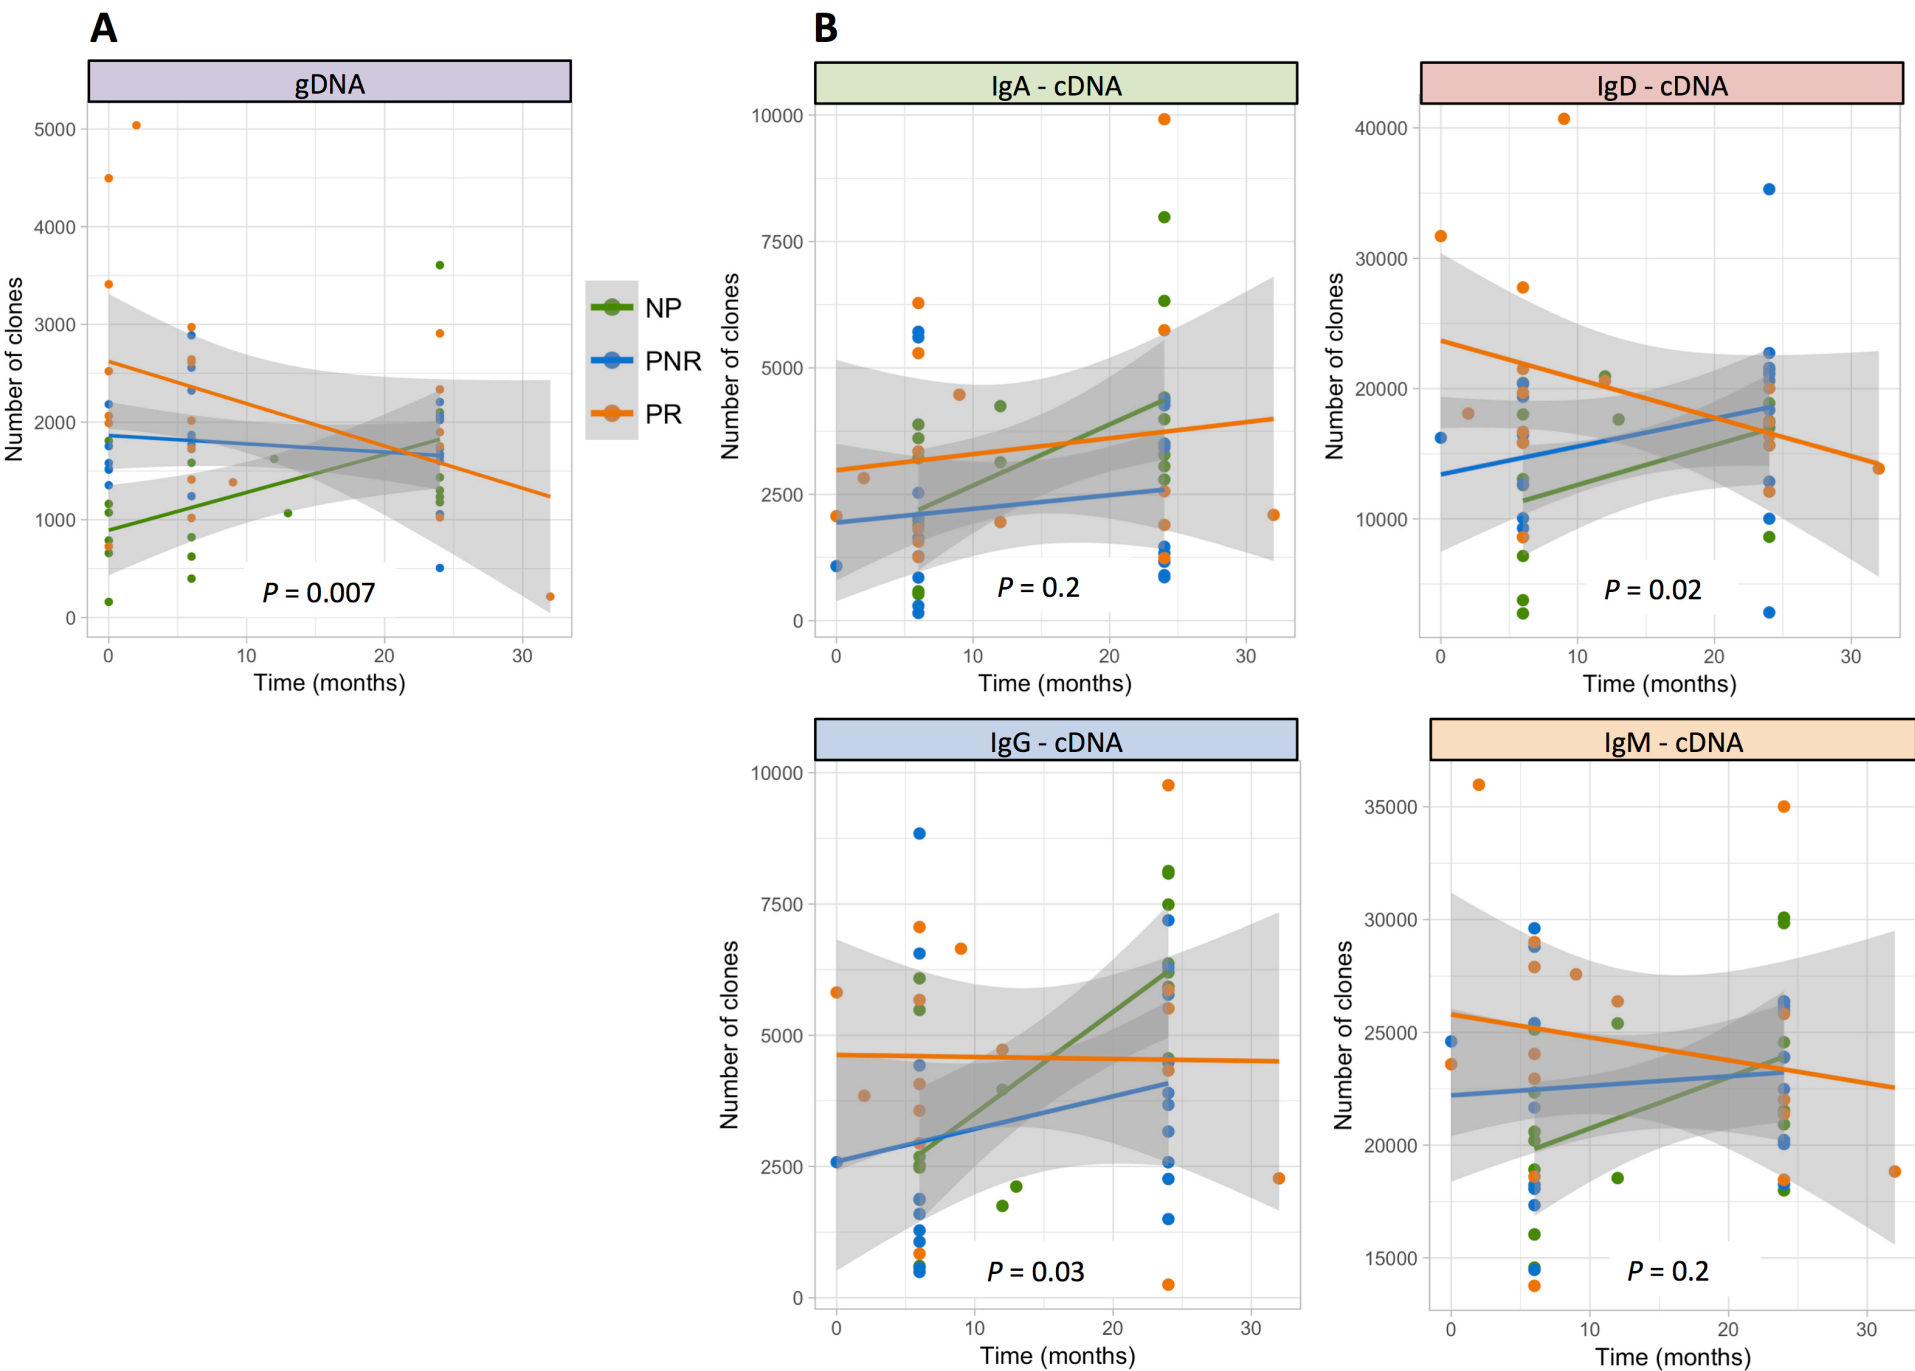 A
gDNA
5000
4000
3000
2000
1000
0
Number of clones
P = 0.007
0 10 20 30
Time (months)
NP
PNR
PR
B
IgA - cDNA
10000
7500
5000
2500
0
Number of clones
P = 0.2
0 10 20 30
Time (months)
IgD - cDNA
40000
30000
20000
10000
Number of clones
P = 0.02
0 10 20 30
Time (months)
IgG - cDNA
10000
7500
5000
2500
0
Number of clones
P = 0.03
0 10 20 30
Time (months)
IgM - cDNA
35000
30000
25000
20000
15000
Number of clones
P = 0.2
0 10 20 30
Time (months)